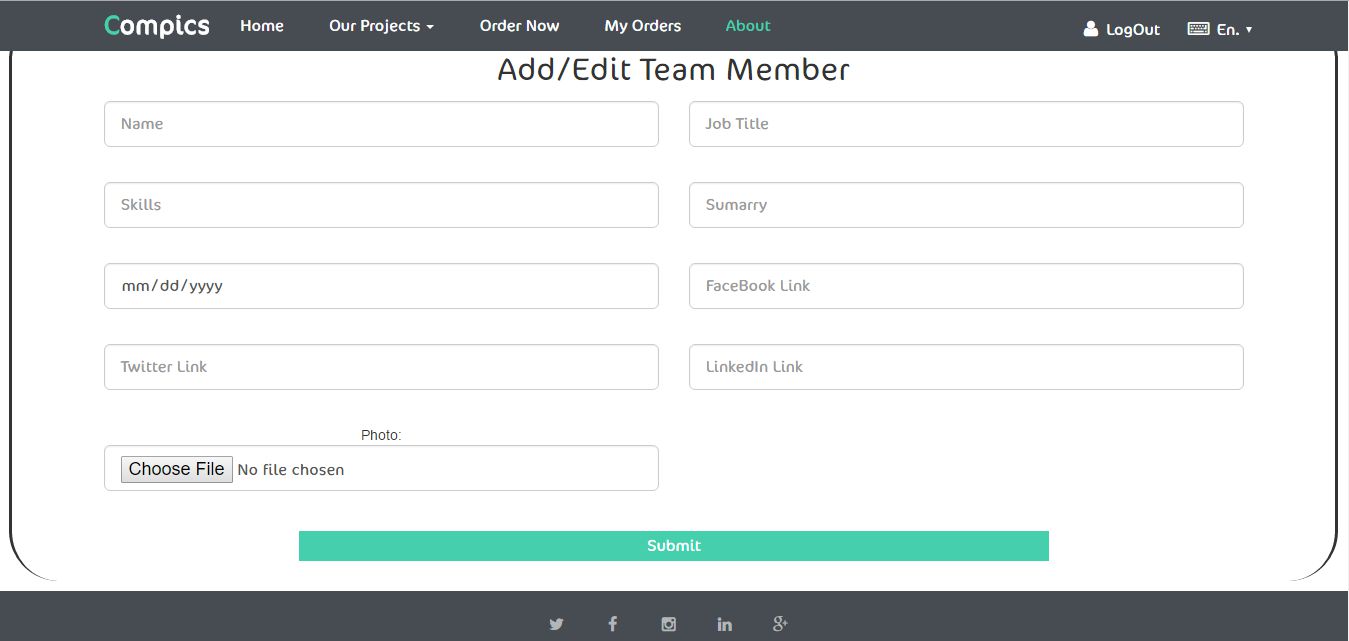 Compics Home Our Projects Order Now My Orders About LogOut En.
Add/Edit Team Member
Name Job Title
Skills Sumarry
mm/dd/yyyy FaceBook Link
Twitter Link LinkedIn Link
Photo:
Choose File No file chosen
Submit